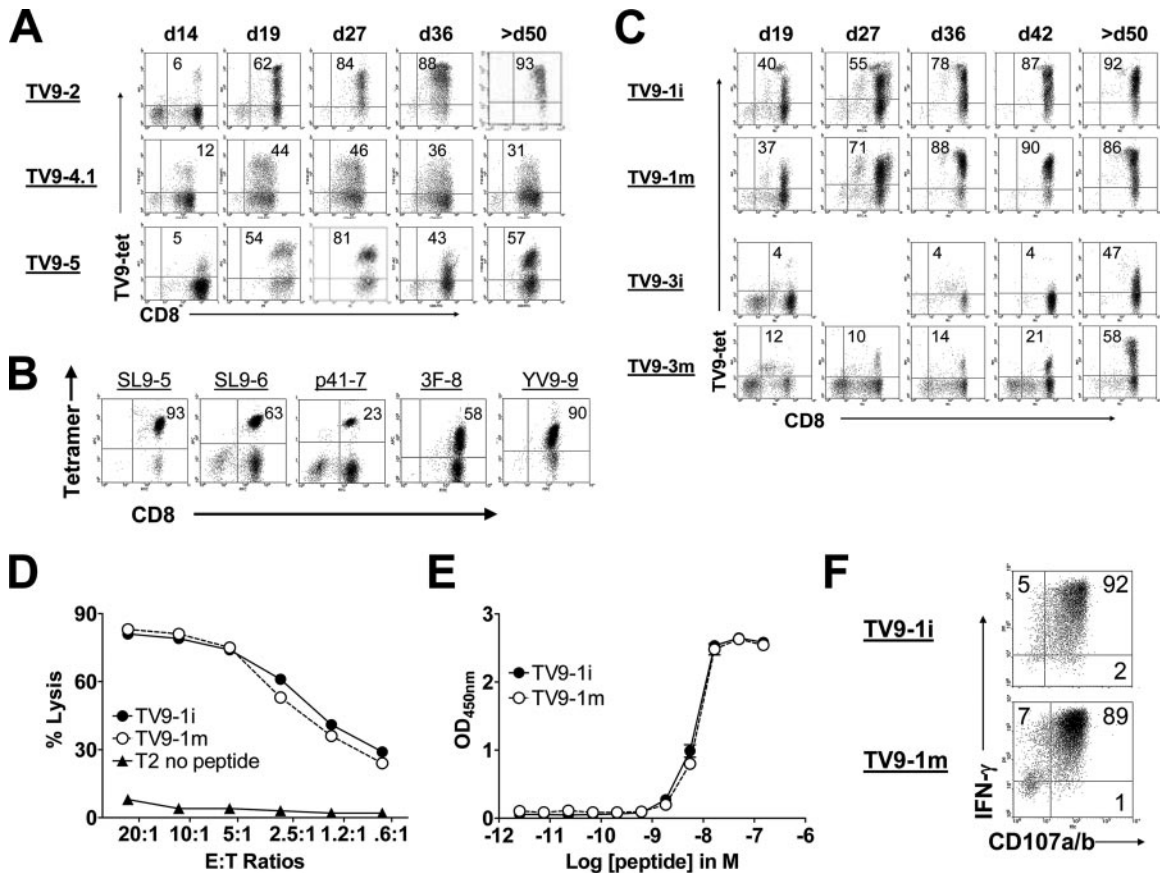 A
d14 d19 d27 d36 >d50
TV9-2
6 62 84 88 93
TV9-4.1
12 44 46 36 31
TV9-5
5 54 81 43 57
TV9-tet
CD8
B
SL9-5 SL9-6 p41-7 3F-8 YV9-9
93 63 23 58 90
Tetramer
CD8
C
d19 d27 d36 d42 >d50
TV9-1i
40 55 78 87 92
TV9-1m
37 71 88 90 86
TV9-3i
4 4 4 47
TV9-3m
12 10 14 21 58
TV9-tet
CD8
D
% Lysis
90
60
30
0
TV9-1i
TV9-1m
T2 no peptide
20:1 10:1 5:1 2.5:1 1.2:1 .6:1
E:T Ratios
E
OD450nm
3
2
1
0
TV9-1i
TV9-1m
-12 -11 -10 -9 -8 -7 -6
Log [peptide] in M
F
TV9-1i
5 92
2
TV9-1m
7 89
1
IFN-γ
CD107a/b